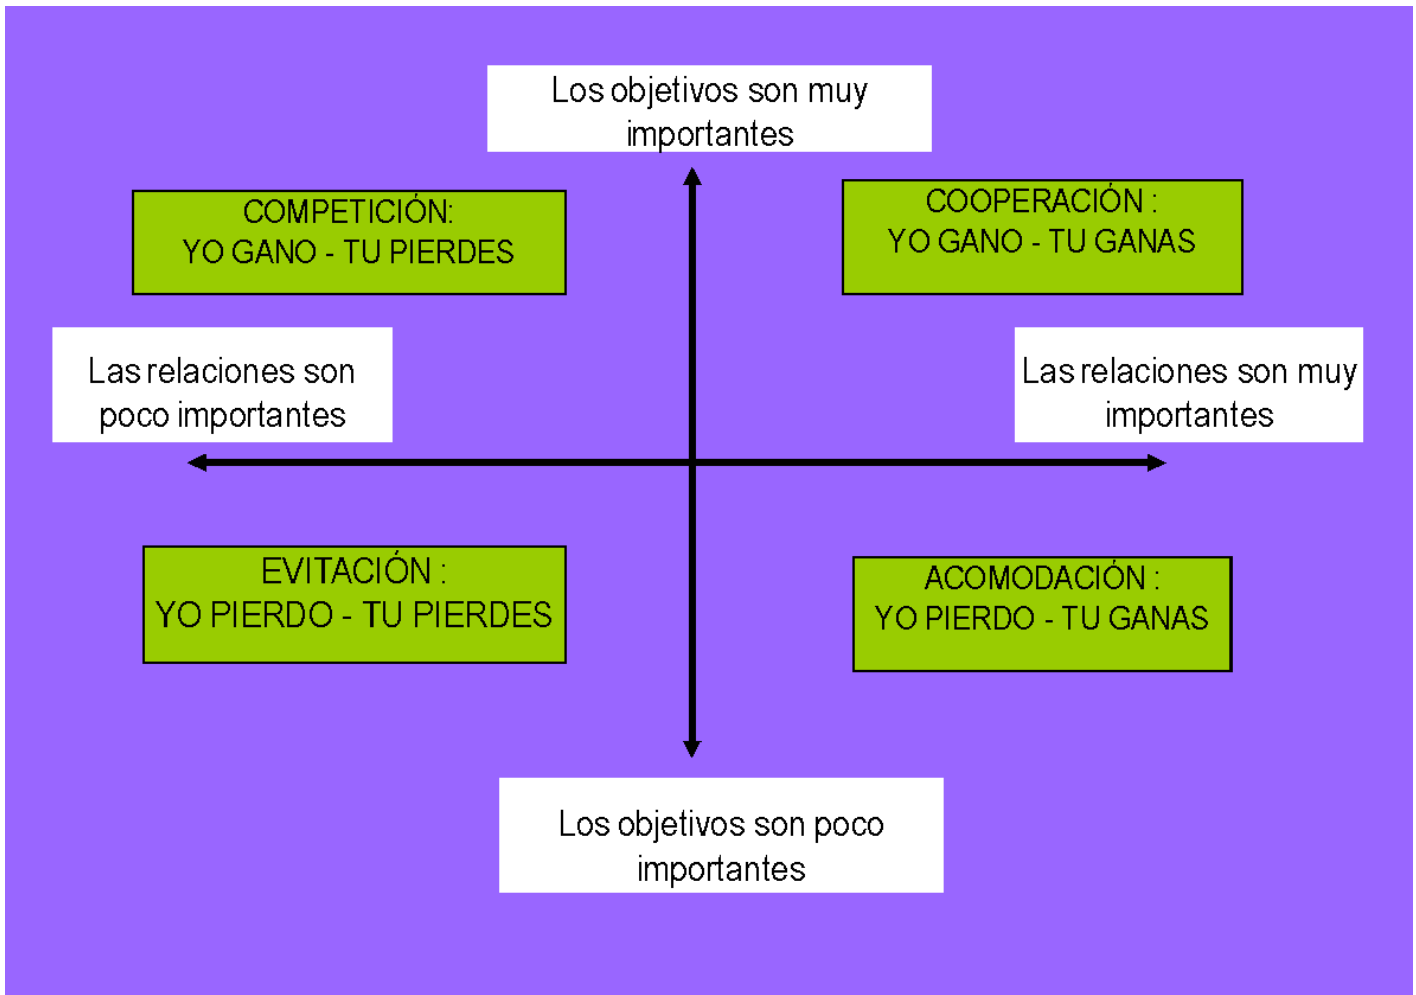 Los objetivos son muy
importantes
COMPETICIÓN:
YO GANO - TU PIERDES
COOPERACIÓN :
YO GANO - TU GANAS
Las relaciones son
poco importantes
Las relaciones son muy
importantes
EVITACIÓN :
YO PIERDO - TU PIERDES
ACOMODACIÓN :
YO PIERDO - TU GANAS
Los objetivos son poco
importantes